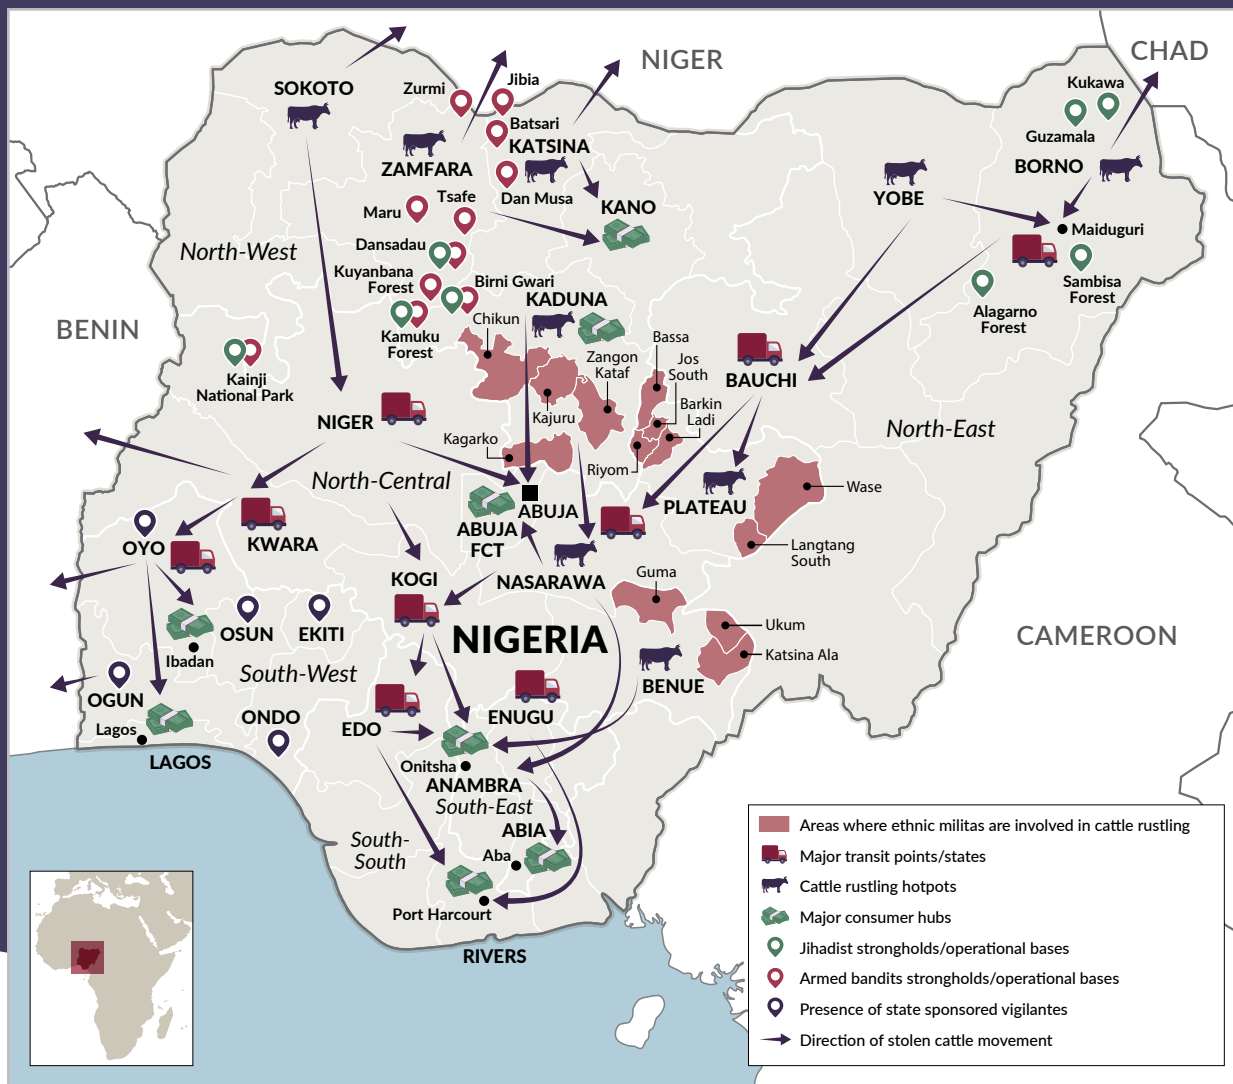 NIGER
CHAD
SOKOTO
Zurmi
Jibia
Kukawa
Batsari
Guzamala
KATSINA
ZAMFARA
BORNO
Dan Musa
YOBE
Tsafe
Maru
KANO
Maiduguri
North-West
Dansadau
Kuyanbana
Forest
Birni Gwari
Sambisa
Forest
KADUNA
Alagarno
Forest
Chikun
BENIN
Kamuku
Forest
Bassa
Zangon
Kataf
Jos
South
Kainji
National Park
BAUCHI
Barkin
Ladi
NIGER
Kajuru
North-East
Kagarko
Riyom
North-Central
Wase
PLATEAU
ABUJA
ABUJA
FCT
OYO
KWARA
Langtang
South
KOGI
NASARAWA
Guma
OSUN
EKITI
Ukum
NIGERIA
CAMEROON
Ibadan
Katsina Ala
South-West
BENUE
OGUN
ONDO
ENUGU
Lagos
EDO
LAGOS
Onitsha
ANAMBRA
South-East
South-
South
ABIA
Aba
Port Harcourt
RIVERS
Areas where ethnic militas are involved in cattle rustling
Major transit points/states
Cattle rustling hotpots
Major consumer hubs
Jihadist strongholds/operational bases
Armed bandits strongholds/operational bases
Presence of state sponsored vigilantes
Direction of stolen cattle movement